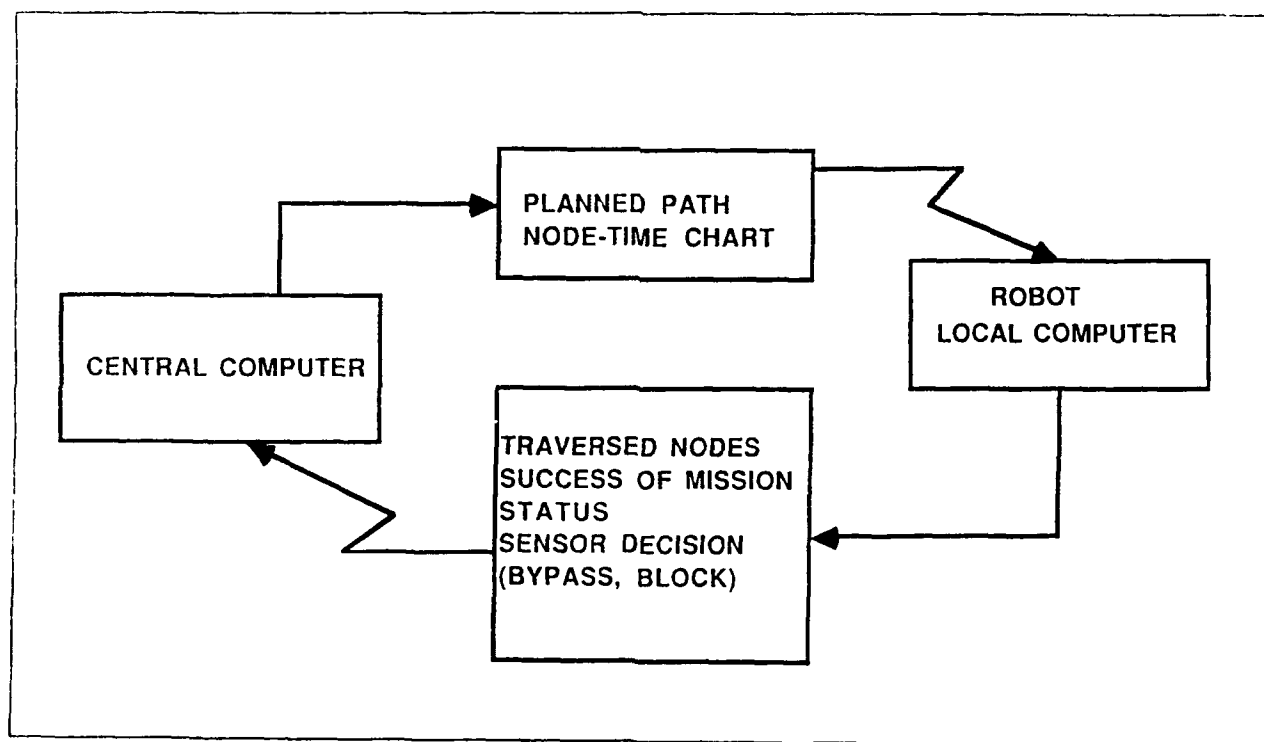 PLANNED PATH
NODE-TIME CHART
ROBOT
LOCAL COMPUTER
CENTRAL COMPUTER
TRAVERSED NODES
SUCCESS OF MISSION
STATUS
SENSOR DECISION
(BYPASS, BLOCK)